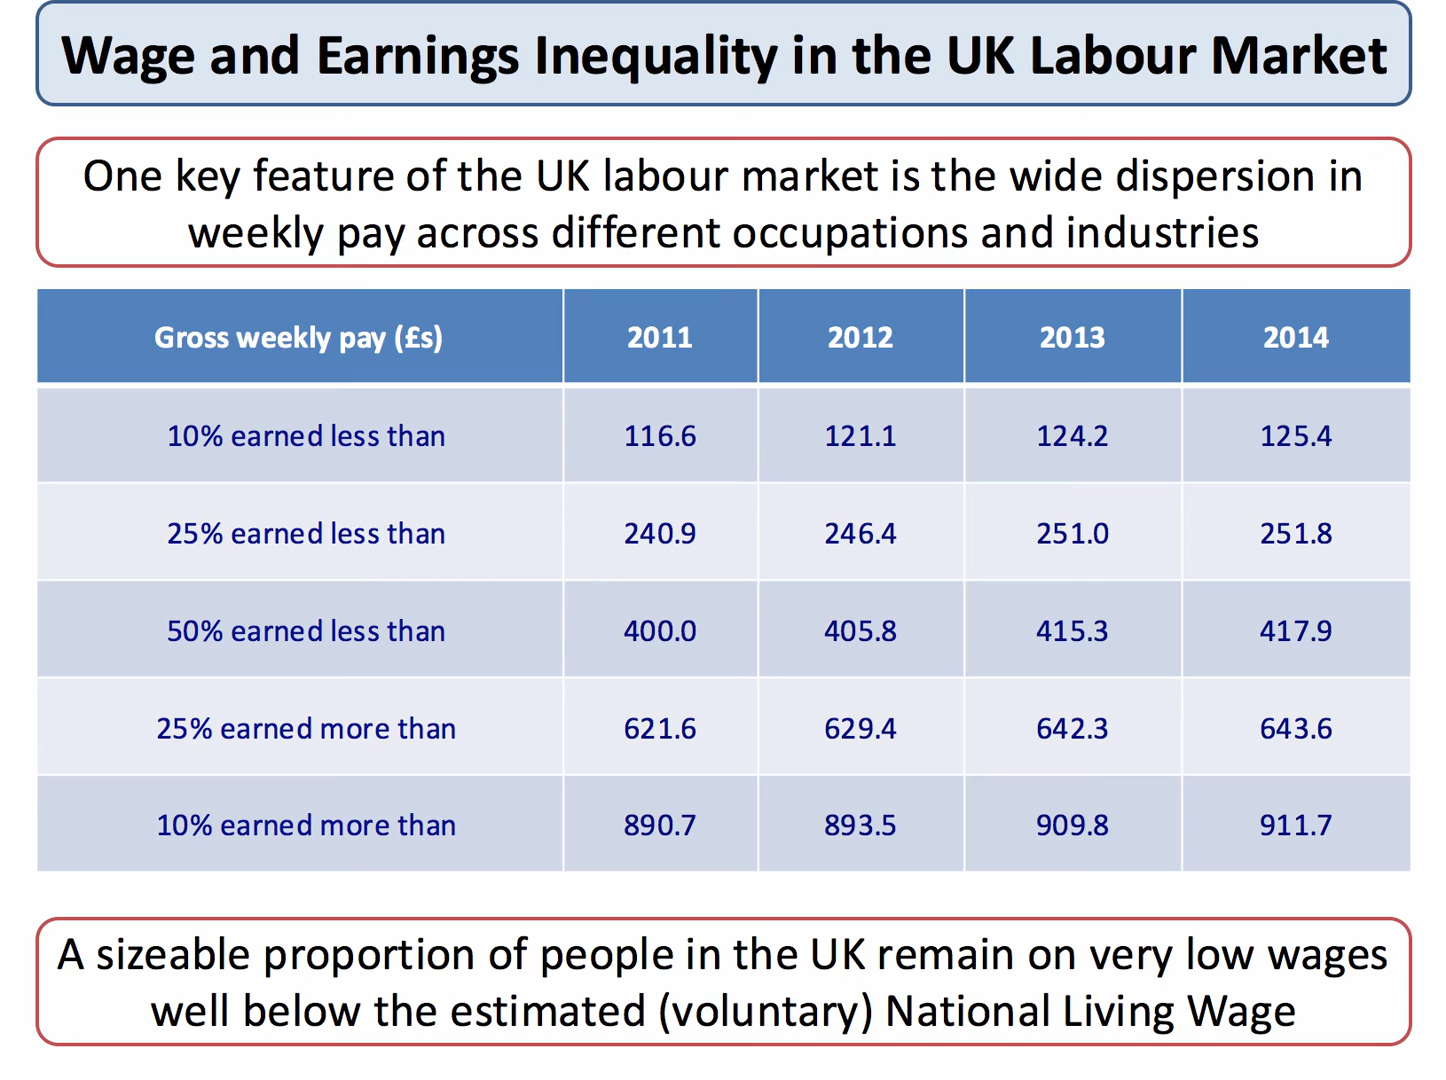 Wage and Earnings Inequality in the UK Labour Market
One key feature of the UK labour market is the wide dispersion in
weekly pay across different occupations and industries
Gross weekly pay (£s) 2011 2012 2013 2014
10% earned less than 116.6 121.1 124.2 125.4
25% earned less than 240.9 246.4 251.0 251.8
50% earned less than 400.0 405.8 415.3 417.9
25% earned more than 621.6 629.4 642.3 643.6
10% earned more than 890.7 893.5 909.8 911.7
A sizeable proportion of people in the UK remain on very low wages
well below the estimated (voluntary) National Living Wage